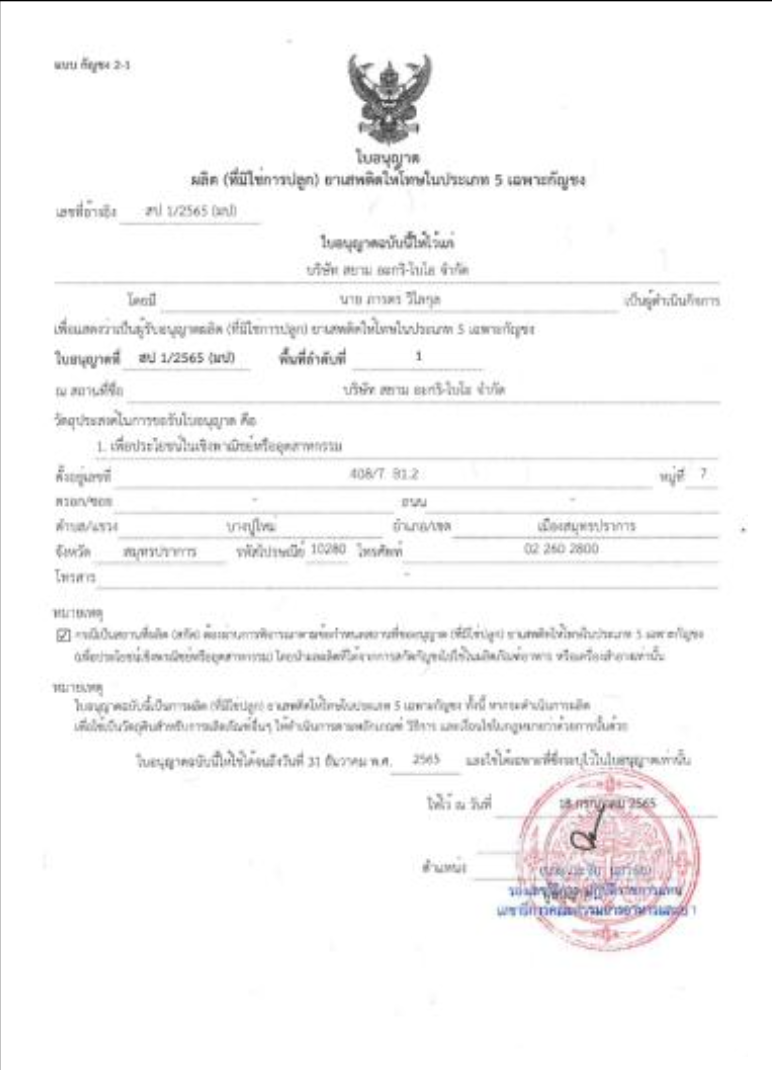 แบบ กัญชง 2-1
ใบอนุญาต
ผลิต (ที่มิใช่การปลูก) ยาเสพติดให้โทษในประเภท 5 เฉพาะกัญชง
เลขที่อ้างอิง สป 1/2565 (มป)
ใบอนุญาตฉบับนี้ให้ไว้แก่
บริษัท สยาม อะกริ-ไบโอ จำกัด
โดยมี นาย ภาสกร วิไลกุล เป็นผู้ดำเนินกิจการ
เพื่อแสดงว่าเป็นผู้รับอนุญาตผลิต (ที่มิใช่การปลูก) ยาเสพติดให้โทษในประเภท 5 เฉพาะกัญชง
ใบอนุญาตที่ สป 1/2565 (มป) พื้นที่ลำดับที่ 1
ณ สถานที่ชื่อ บริษัท สยาม อะกริ-ไบโอ จำกัด
วัตถุประสงค์ในการขอรับใบอนุญาต คือ
1. เพื่อประโยชน์ในเชิงพาณิชย์หรืออุตสาหกรรม
ตั้งอยู่เลขที่ 408/7 B1.2 หมู่ที่ 7
ตรอก/ซอย - ถนน -
ตำบล/แขวง บางปูใหม่ อำเภอ/เขต เมืองสมุทรปราการ
จังหวัด สมุทรปราการ รหัสไปรษณีย์ 10280 โทรศัพท์ 02 260 2800
โทรสาร -
หมายเหตุ
☑ กรณีเป็นสถานที่ผลิต (สกัด) ต้องผ่านการพิจารณาตามข้อกำหนดสถานที่ขออนุญาต (ที่มิใช่ปลูก) ยาเสพติดให้โทษในประเภท 5 เฉพาะกัญชง
(เพื่อประโยชน์เชิงพาณิชย์หรืออุตสาหกรรม) โดยนำผลผลิตที่ได้จากการสกัดกัญชงไปใช้ในผลิตภัณฑ์อาหาร หรือเครื่องสำอางเท่านั้น
หมายเหตุ
ใบอนุญาตฉบับนี้เป็นการผลิต (ที่มิใช่ปลูก) ยาเสพติดให้โทษในประเภท 5 เฉพาะกัญชง ทั้งนี้ หากจะดำเนินการผลิต
เพื่อใช้เป็นวัตถุดิบสำหรับการผลิตภัณฑ์อื่นๆ ให้ดำเนินการตามหลักเกณฑ์ วิธีการ และเงื่อนไขในกฎหมายว่าด้วยการนั้นด้วย
ใบอนุญาตฉบับนี้ให้ใช้ได้จนถึงวันที่ 31 ธันวาคม พ.ศ. 2565 และใช้ได้เฉพาะที่ซึ่งระบุไว้ในใบอนุญาตเท่านั้น
ให้ไว้ ณ วันที่ 18 กรกฎาคม 2565
ตำแหน่ง
รองเลขาธิการ ปฏิบัติราชการแทน
เลขาธิการคณะกรรมการอาหารและยา